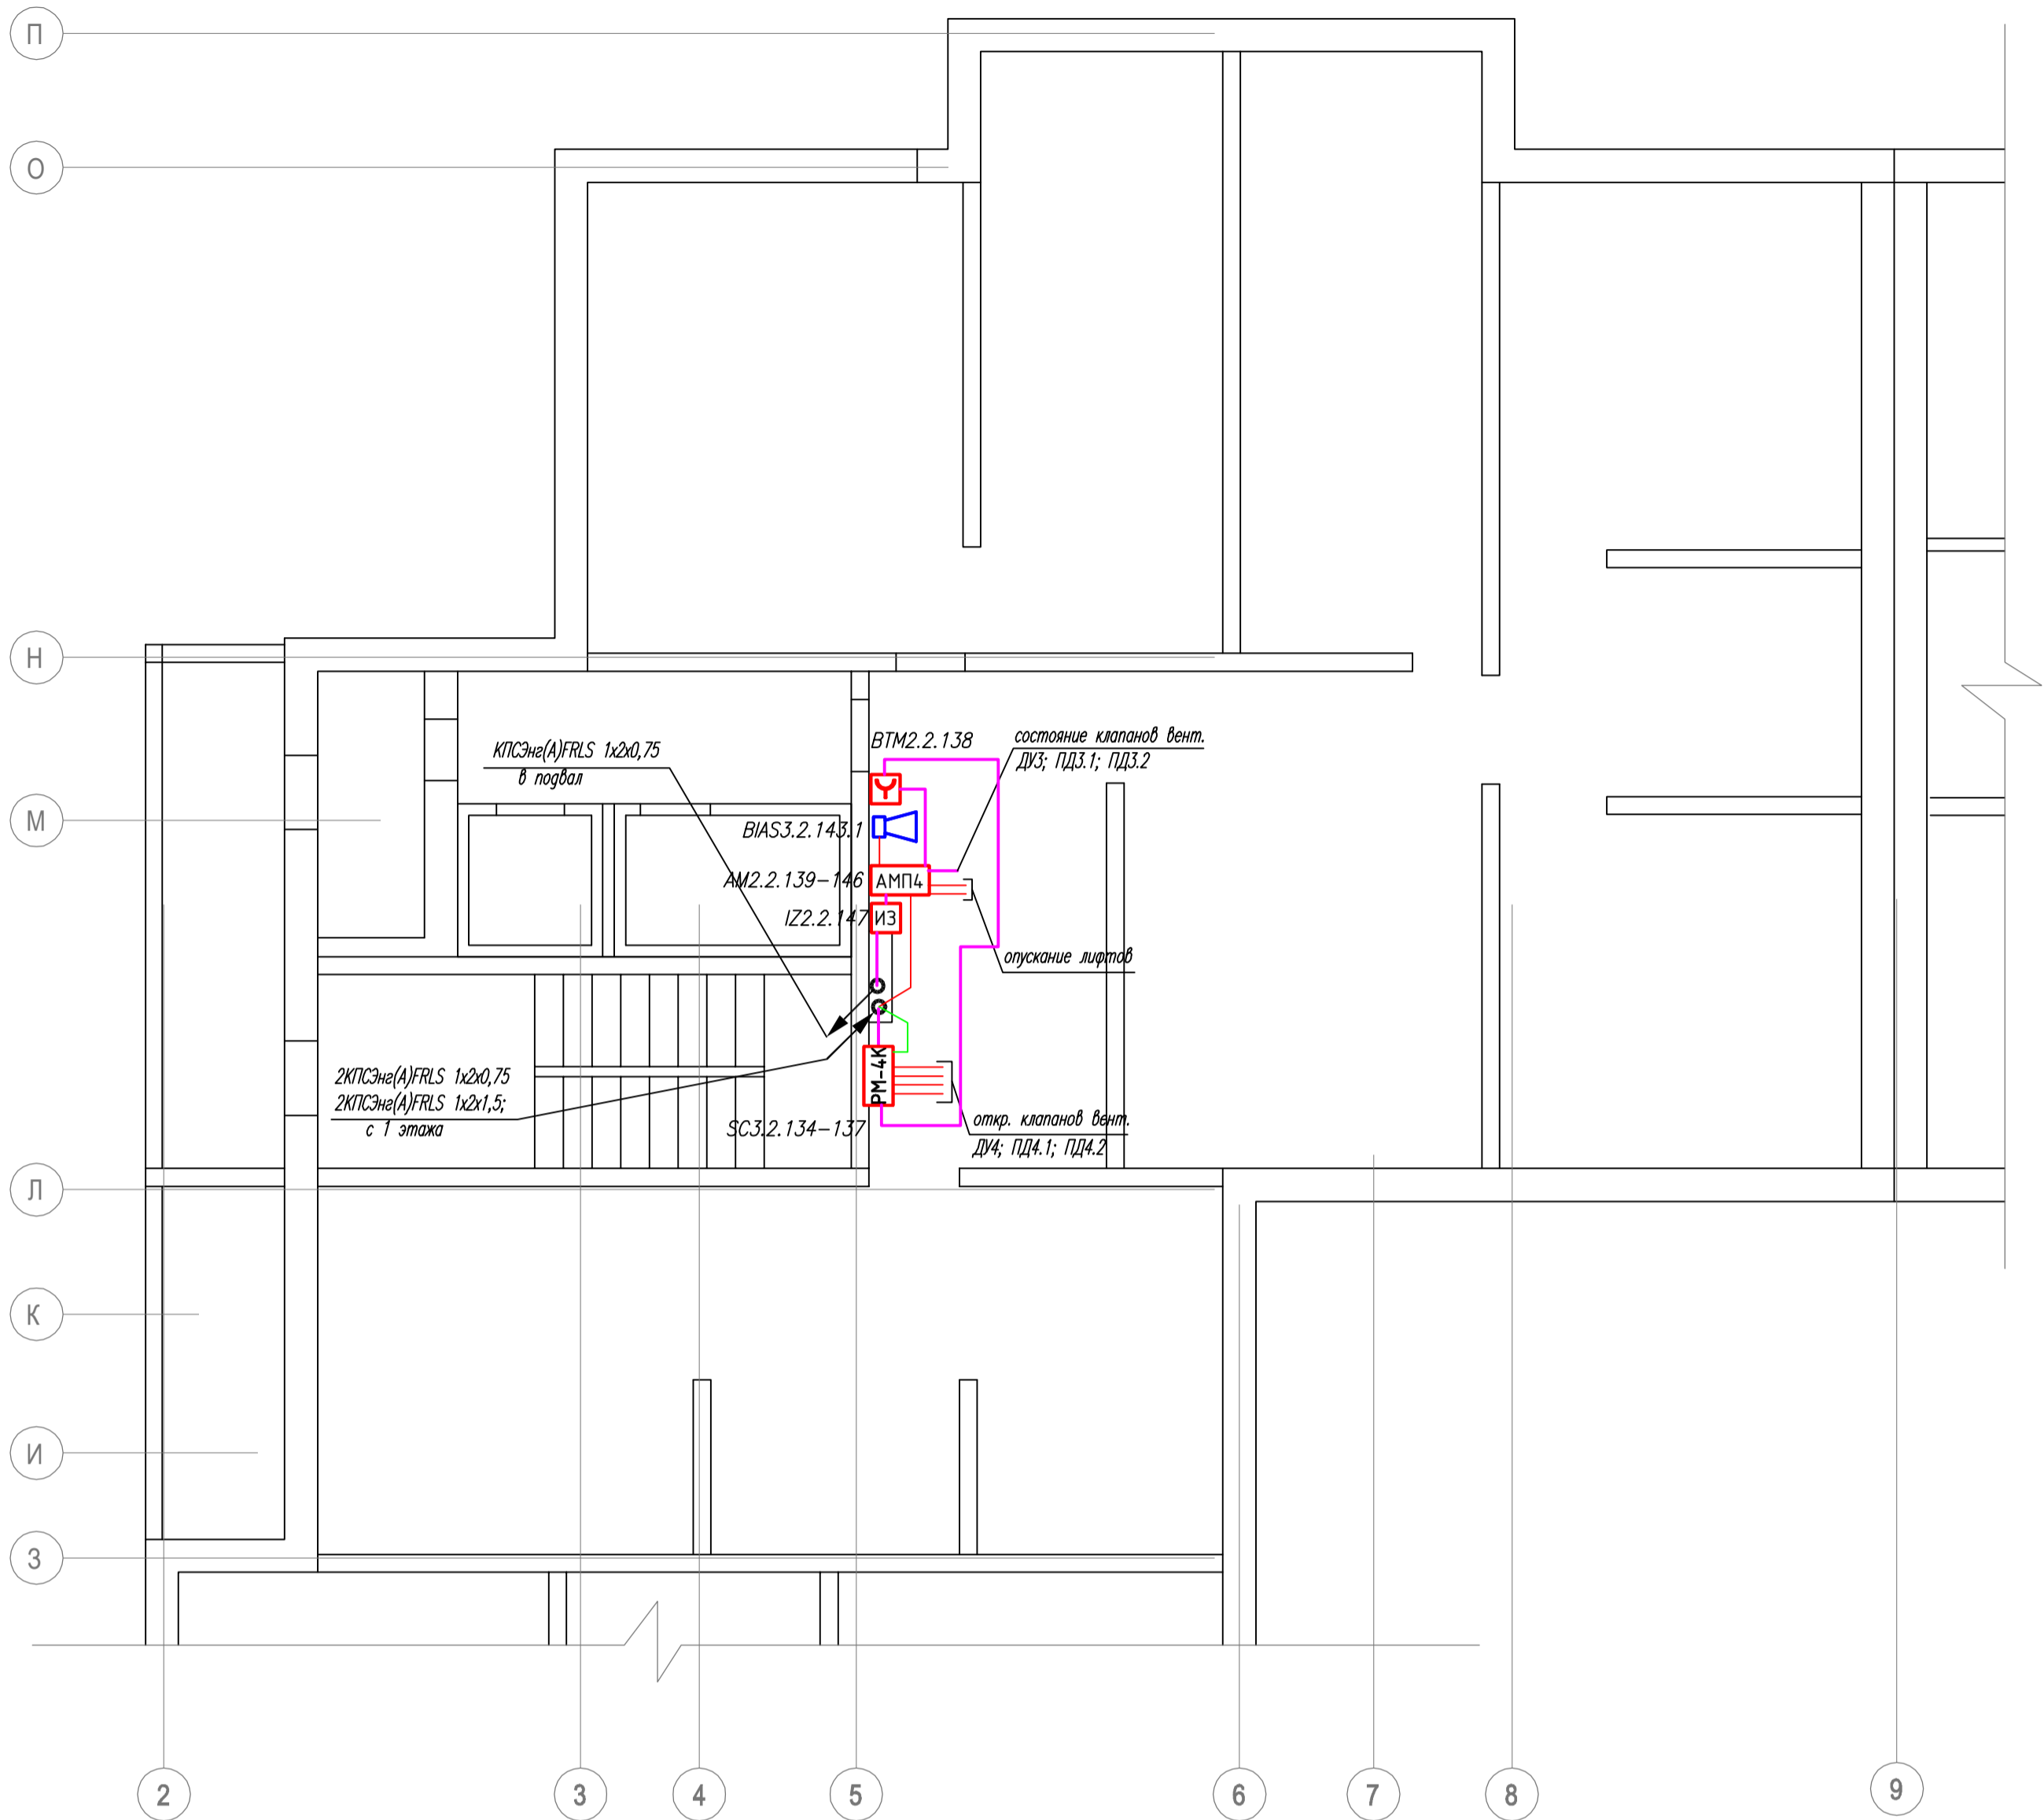 П
О
Н
М
Л
К
И
З
КПСЭнг(А)FRLS 1х2х0,75
в подвал
BTM2.2.138
состояние клапанов вент.
ДУ3; ПД3.1; ПД3.2
BIAS3.2.143.1
AM2.2.139-146
АМП4
IZ2.2.147
ИЗ
опускание лифтов
2КПСЭнг(А)FRLS 1х2х0,75
2КПСЭнг(А)FRLS 1х2х1,5;
с 1 этажа
РМ-4К
SC3.2.134-137
откр. клапанов вент.
ДУ4; ПД4.1; ПД4.2
2
3
4
5
6
7
8
9